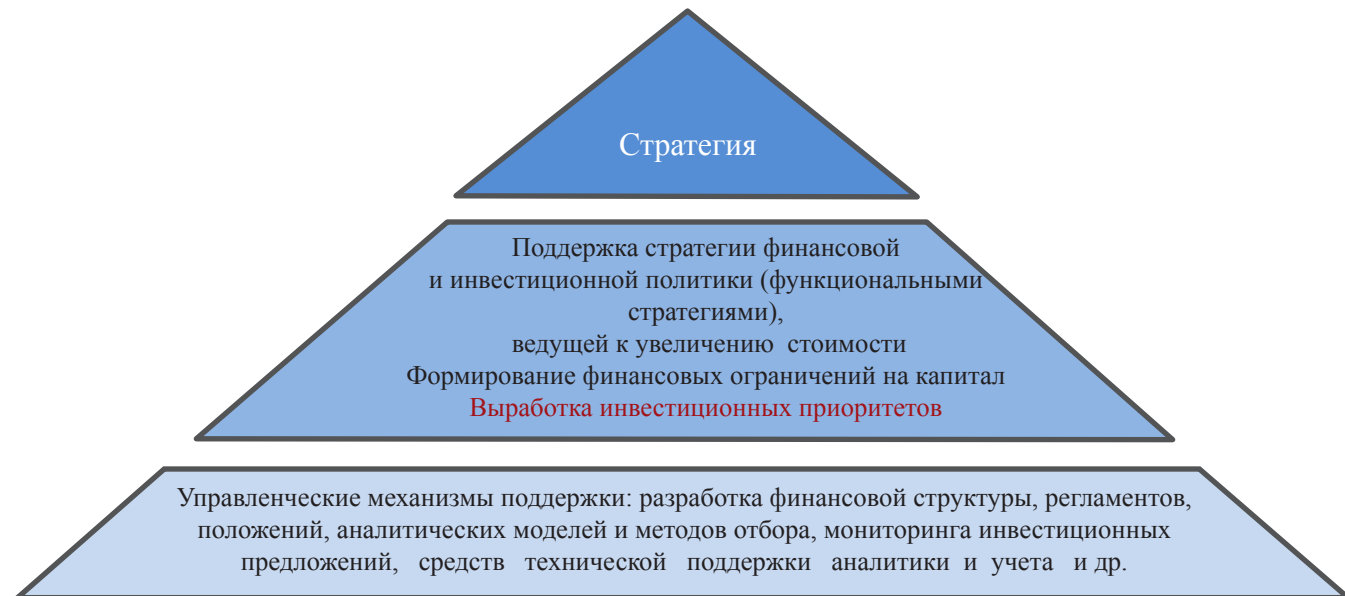 Стратегия
Поддержка стратегии финансовой
и инвестиционной политики (функциональными
стратегиями),
ведущей к увеличению стоимости
Формирование финансовых ограничений на капитал
Выработка инвестиционных приоритетов
Управленческие механизмы поддержки: разработка финансовой структуры, регламентов,
положений, аналитических моделей и методов отбора, мониторинга инвестиционных
предложений, средств технической поддержки аналитики и учета и др.